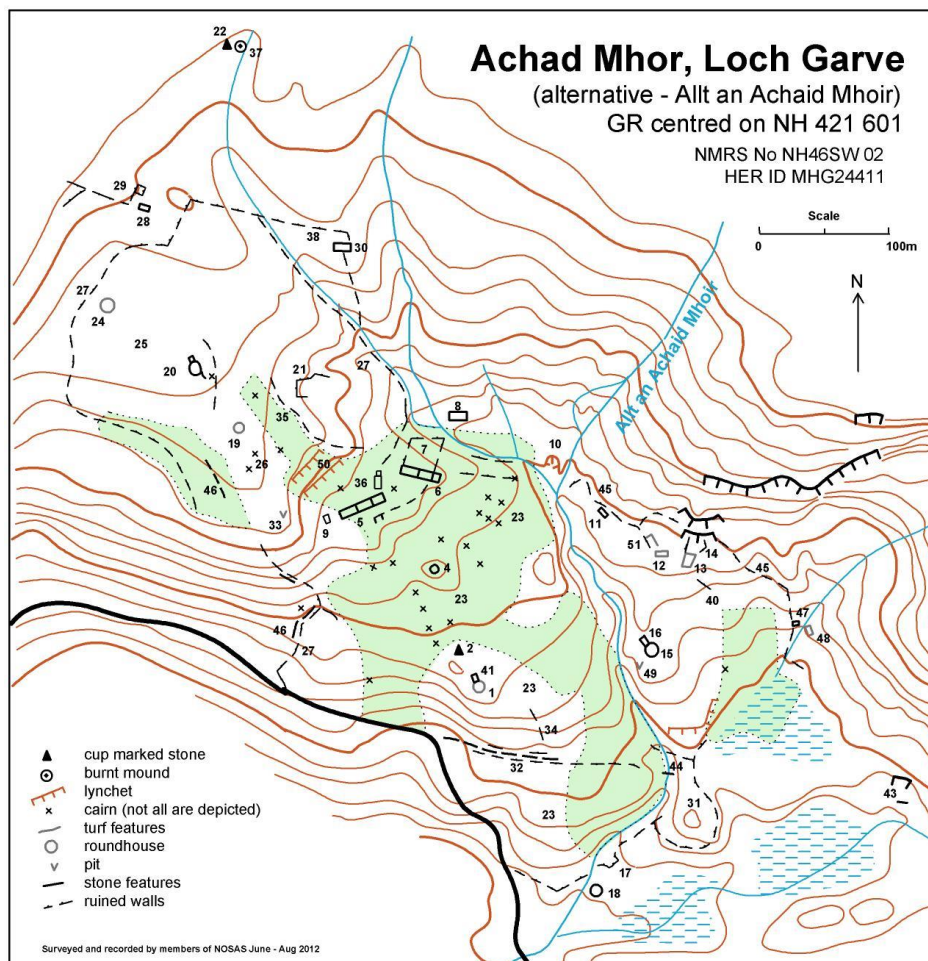 22
37
Achad Mhor, Loch Garve
(alternative - Allt an Achaid Mhoir)
GR centred on NH 421 601
NMRS No NH46SW 02
HER ID MHG24411
Scale
0 100m
N
Allt an Achaid Mhoir
29
28
38
30
27
24
25
20
21
27
35
8
19
26
50
7
10
36
6
46
33
9
5
23
45
11
51
12
13
14
45
4
40
23
46
27
2
16
15
47
48
49
41
1
23
34
32
44
31
43
23
17
18
cup marked stone
burnt mound
lynchet
cairn (not all are depicted)
turf features
roundhouse
pit
stone features
ruined walls
Surveyed and recorded by members of NOSAS June - Aug 2012